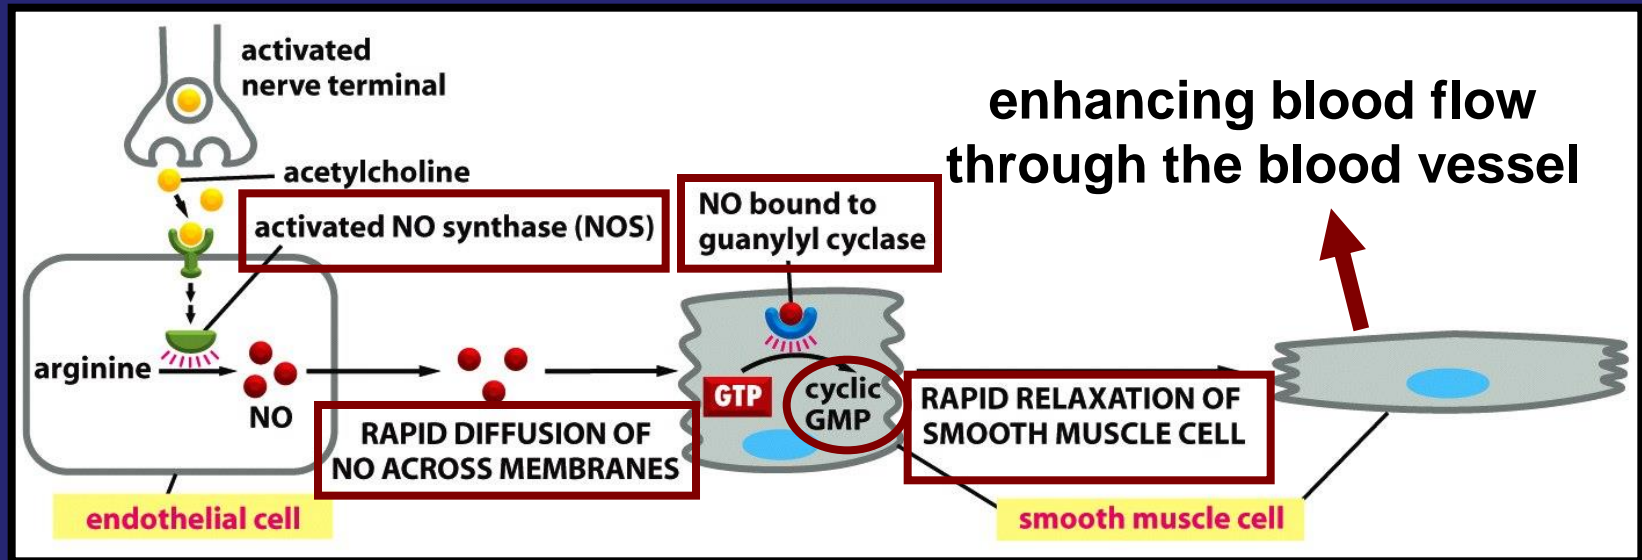 activated
nerve terminal
enhancing blood flow
through the blood vessel
acetylcholine
activated NO synthase (NOS)
NO bound to
guanylyl cyclase
arginine
NO
GTP
cyclic
GMP
RAPID DIFFUSION OF
NO ACROSS MEMBRANES
RAPID RELAXATION OF
SMOOTH MUSCLE CELL
endothelial cell
smooth muscle cell